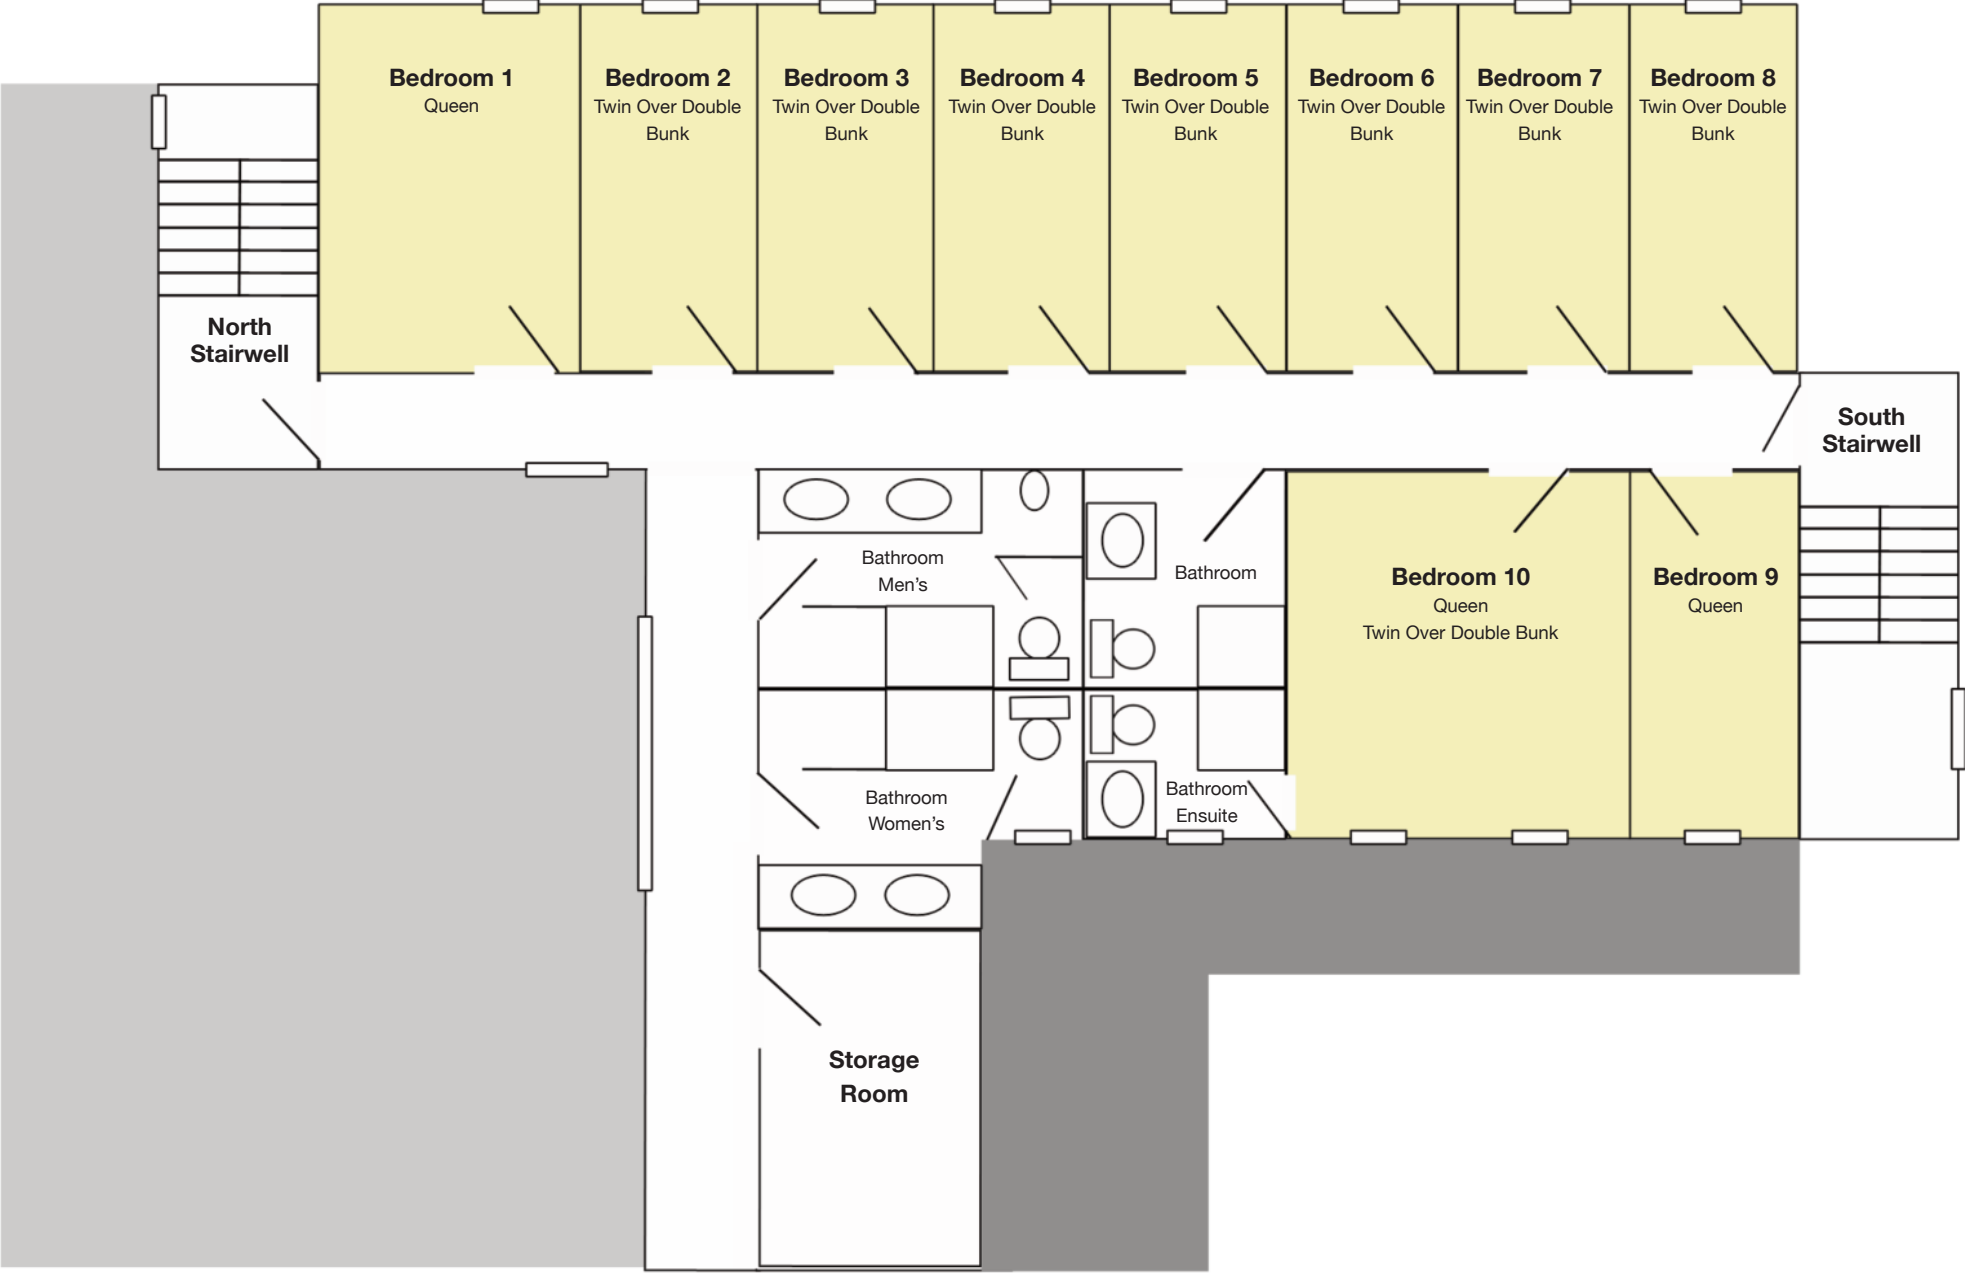 Bedroom 1
Queen
Bedroom 2
Twin Over Double
Bunk
Bedroom 3
Twin Over Double
Bunk
Bedroom 4
Twin Over Double
Bunk
Bedroom 5
Twin Over Double
Bunk
Bedroom 6
Twin Over Double
Bunk
Bedroom 7
Twin Over Double
Bunk
Bedroom 8
Twin Over Double
Bunk
North
Stairwell
South
Stairwell
Bathroom
Men's
Bathroom
Bedroom 10
Queen
Twin Over Double Bunk
Bedroom 9
Queen
Bathroom
Women's
Bathroom
Ensuite
Storage
Room